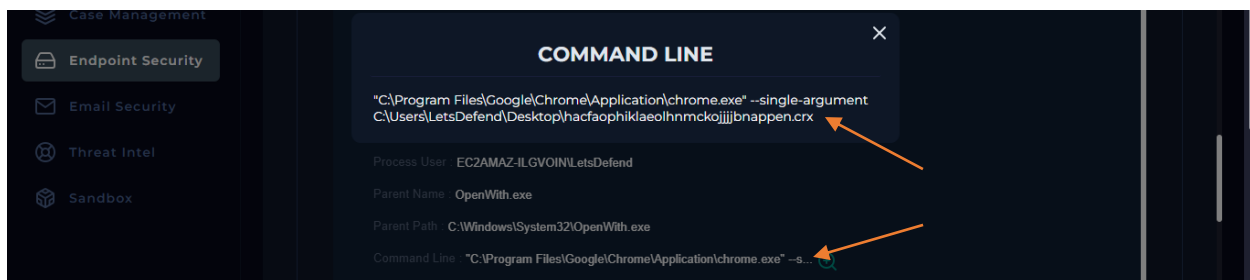 Case Management
COMMAND LINE
Endpoint Security
"C:\Program Files\Google\Chrome\Application\chrome.exe" --single-argument
C:\Users\LetsDefend\Desktop\hacfaophiklaeolhnmckojjjjbnappen.crx
Email Security
Threat Intel
Process User : EC2AMAZ-ILGVOIN\LetsDefend
Parent Name : OpenWith.exe
Sandbox
Parent Path : C:\Windows\System32\OpenWith.exe
Command Line : "C:\Program Files\Google\Chrome\Application\chrome.exe" --s...